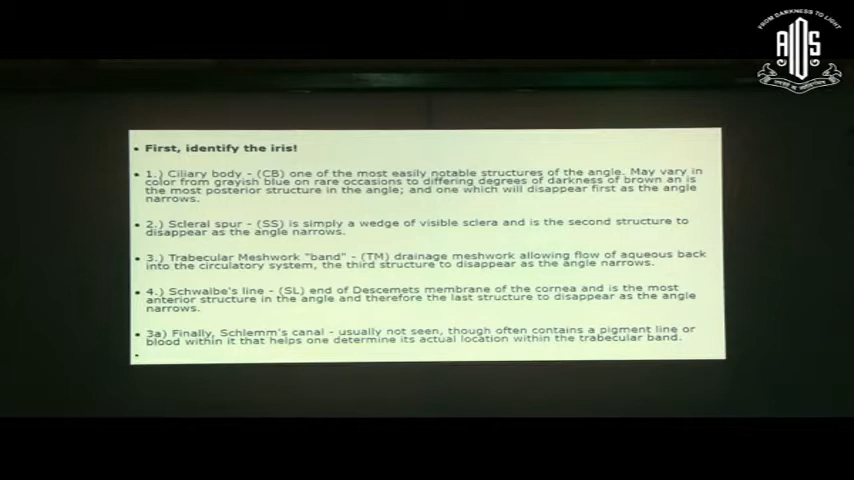 FROM DARKNESS TO LIGHT
AIOS
• First, identify the iris!
• 1.) Ciliary body - (CB) one of the most easily notable structures of the angle. May vary in
color from grayish blue on rare occasions to differing degrees of darkness of brown an is
the most posterior structure in the angle; and one which will disappear first as the angle
narrows.
• 2.) Scleral spur - (SS) is simply a wedge of visible sclera and is the second structure to
disappear as the angle narrows.
• 3.) Trabecular Meshwork "band" - (TM) drainage meshwork allowing flow of aqueous back
into the circulatory system, the third structure to disappear as the angle narrows.
• 4.) Schwalbe's line - (SL) end of Descemets membrane of the cornea and is the most
anterior structure in the angle and therefore the last structure to disappear as the angle
narrows.
• 3a) Finally, Schlemm's canal - usually not seen, though often contains a pigment line or
blood within it that helps one determine its actual location within the trabecular band.
•